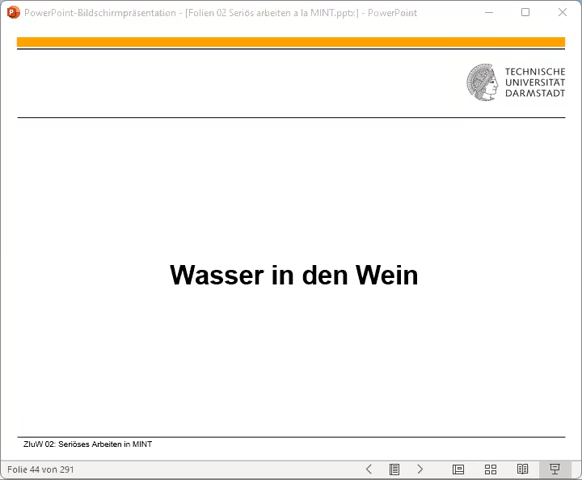 PowerPoint-Bildschirmpräsentation - [Folien 02 Seriös arbeiten a la MINT.pptx] - PowerPoint
TECHNISCHE
UNIVERSITÄT
DARMSTADT
Wasser in den Wein
ZluW 02: Seriöses Arbeiten in MINT
Folie 44 von 291